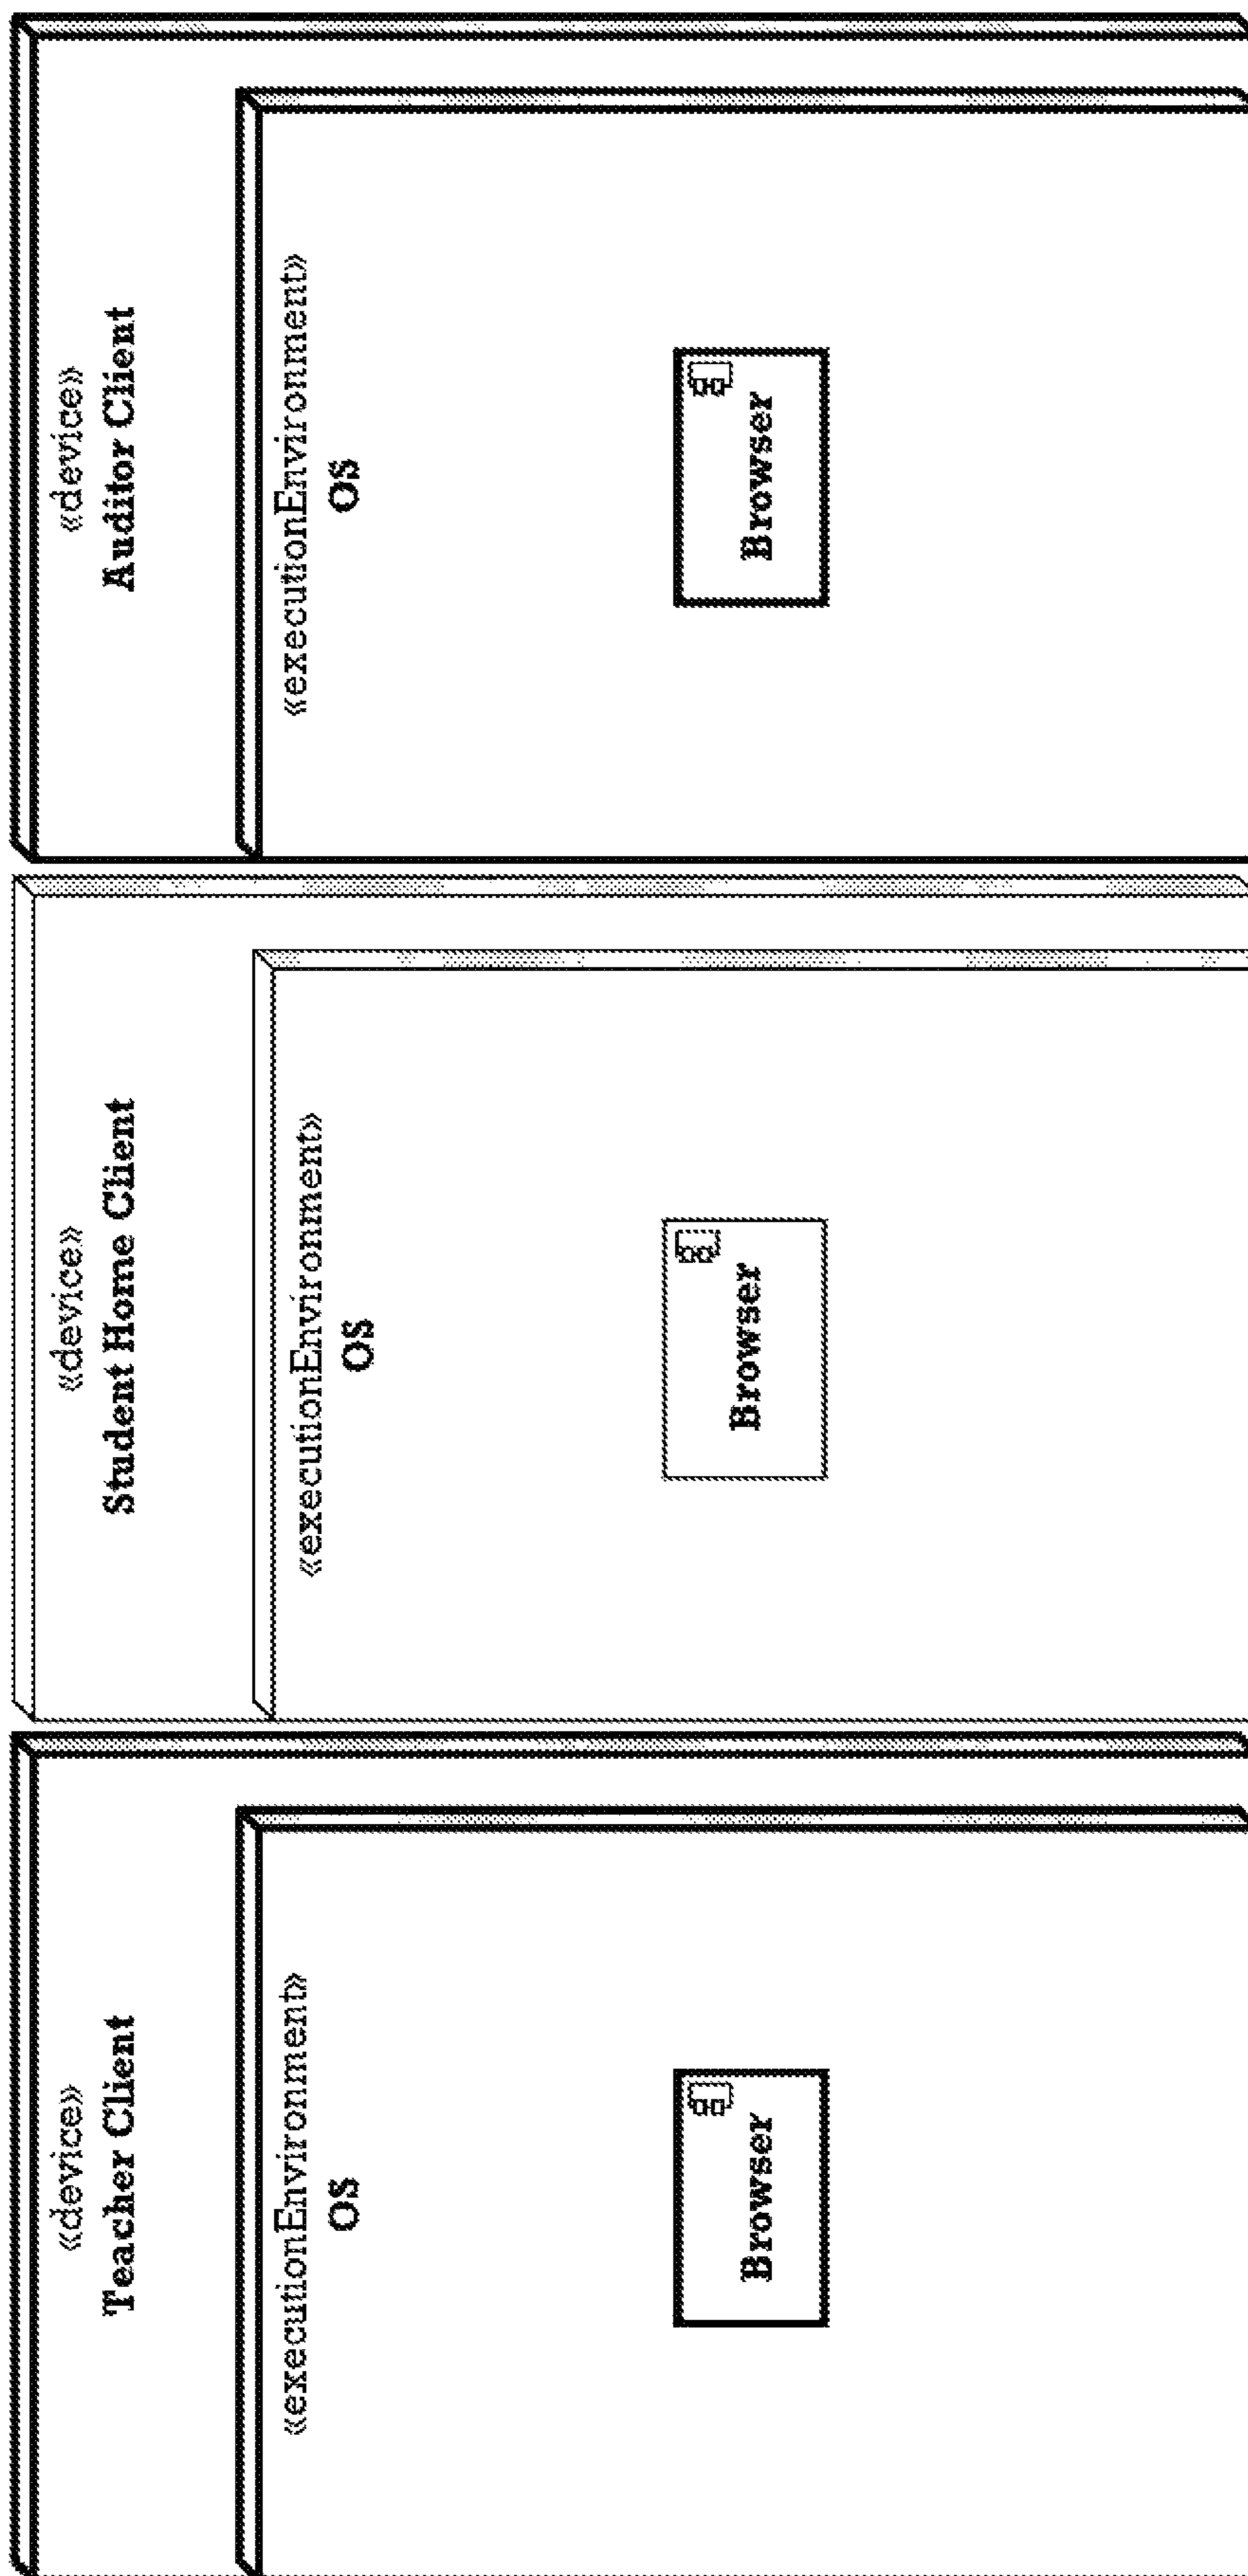 «device»
Teacher Client
«executionEnvironment»
OS
Browser
«device»
Student Home Client
«executionEnvironment»
OS
Browser
«device»
Auditor Client
«executionEnvironment»
OS
Browser